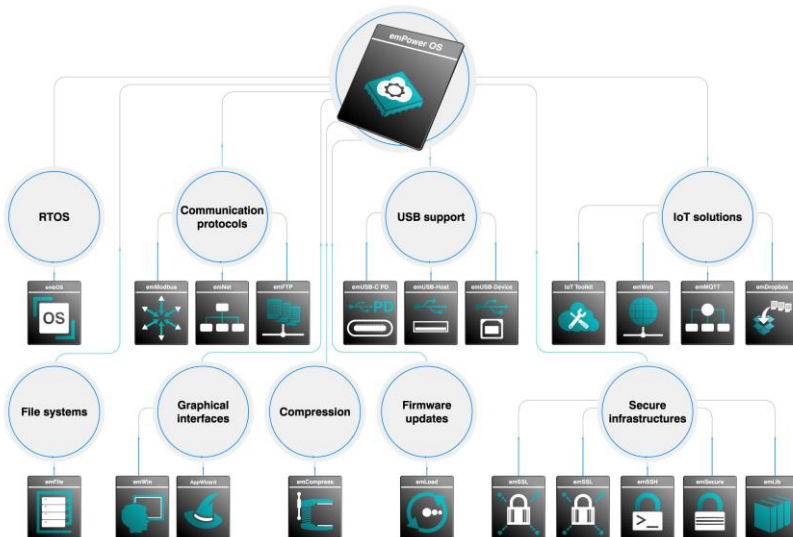 emPower OS
RTOS
Communication
protocols
USB support
IoT solutions
embOS
OS
emModbus
emNet
emFTP
emUSB-C PD
PD
emUSB-Host
emUSB-Device
IoT Toolkit
emWeb
emMQTT
emDropbox
File systems
Graphical
interfaces
Compression
Firmware
updates
Secure
infrastructures
emFile
emWin
AppWizard
emCompress
emLoad
emSSL
emSSL
emSSH
>_
emSecure
emLib